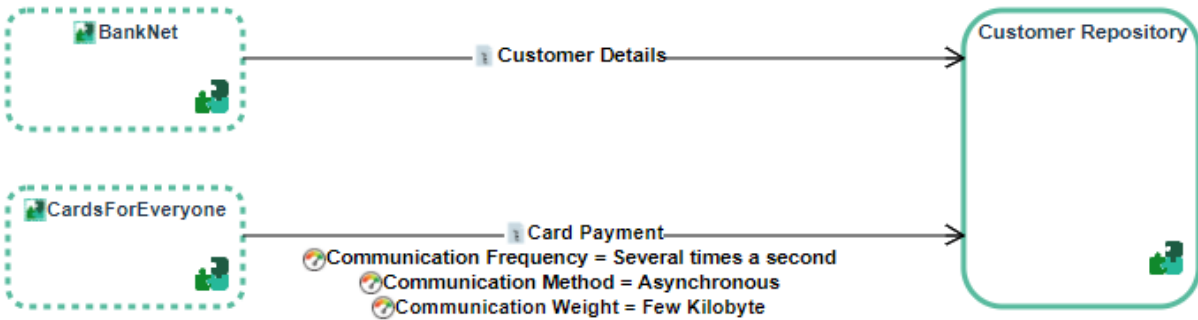 BankNet
Customer Details
Customer Repository
CardsForEveryone
Card Payment
Communication Frequency = Several times a second
Communication Method = Asynchronous
Communication Weight = Few Kilobyte